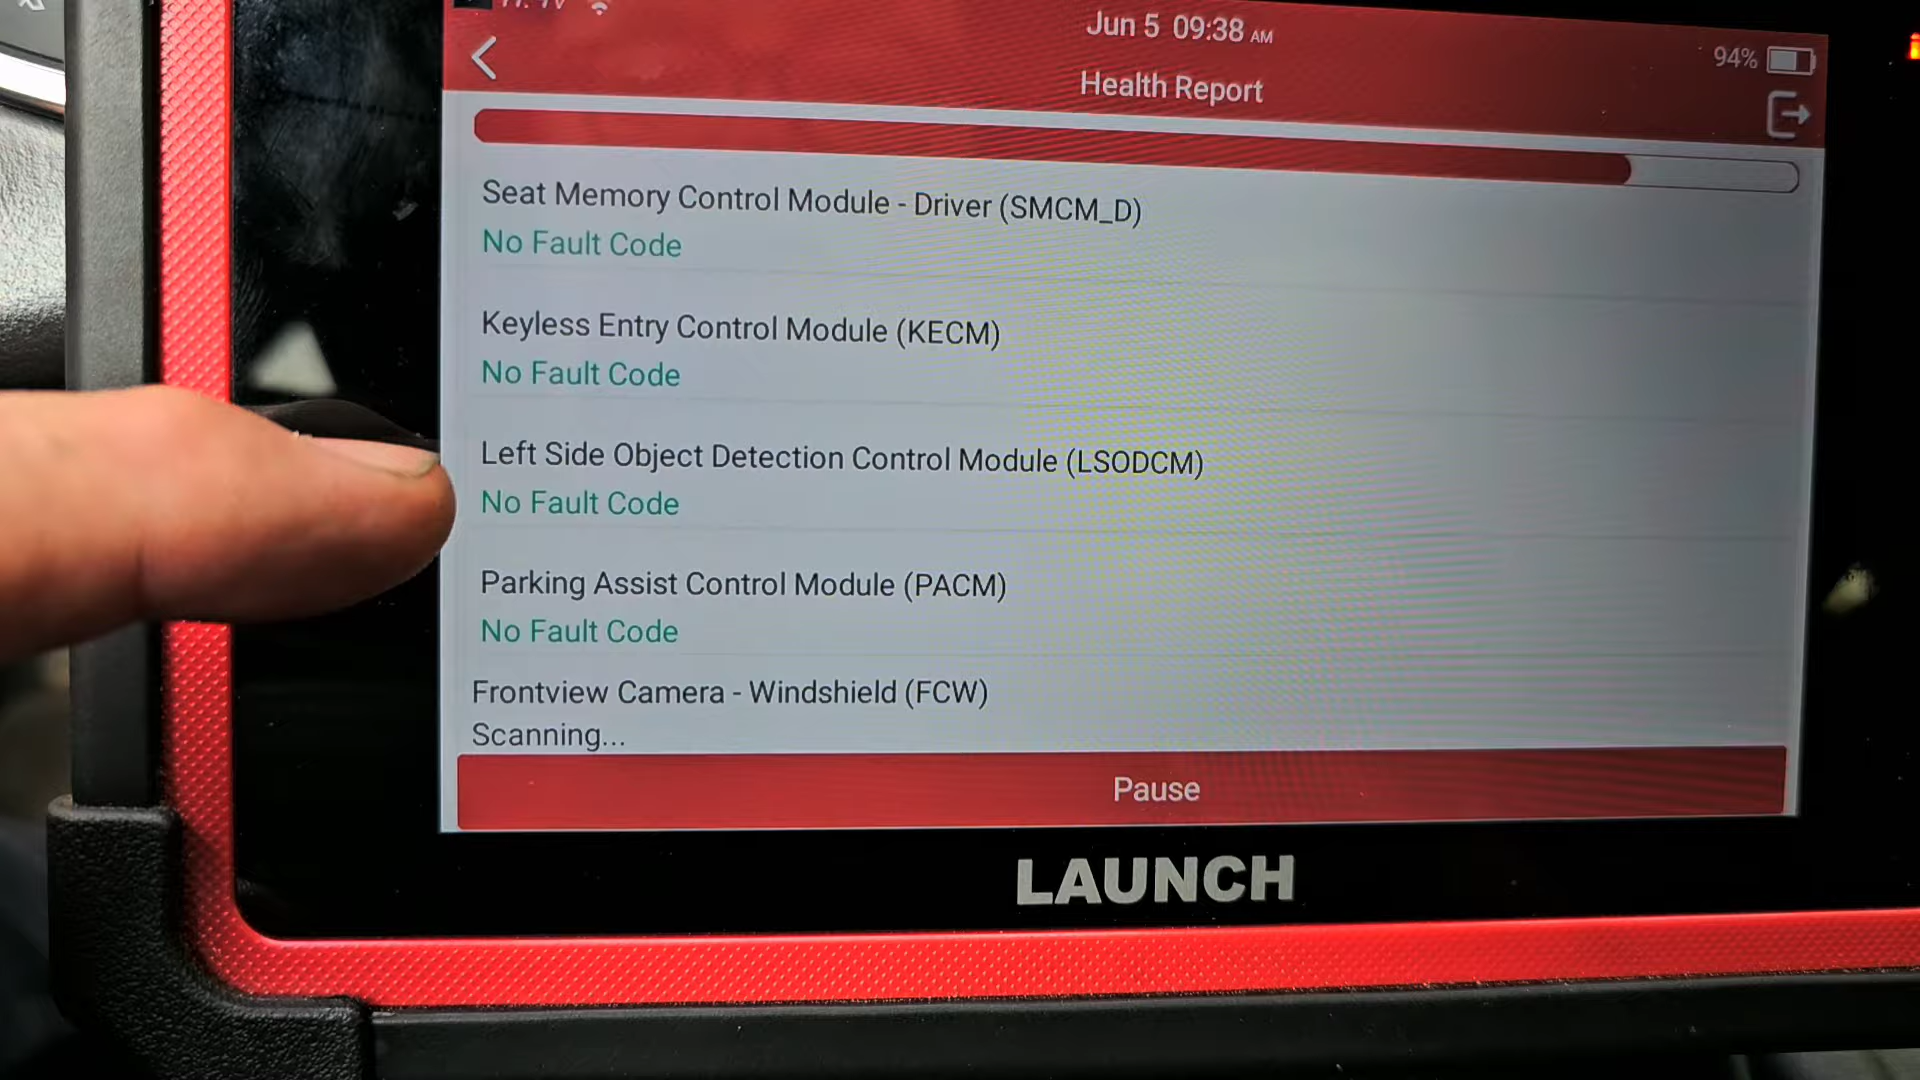 Jun 5 09:38 AM
94%
Health Report
Seat Memory Control Module - Driver (SMCM_D)
No Fault Code
Keyless Entry Control Module (KECM)
No Fault Code
Left Side Object Detection Control Module (LSODCM)
No Fault Code
Parking Assist Control Module (PACM)
No Fault Code
Frontview Camera - Windshield (FCW)
Scanning...
Pause
LAUNCH